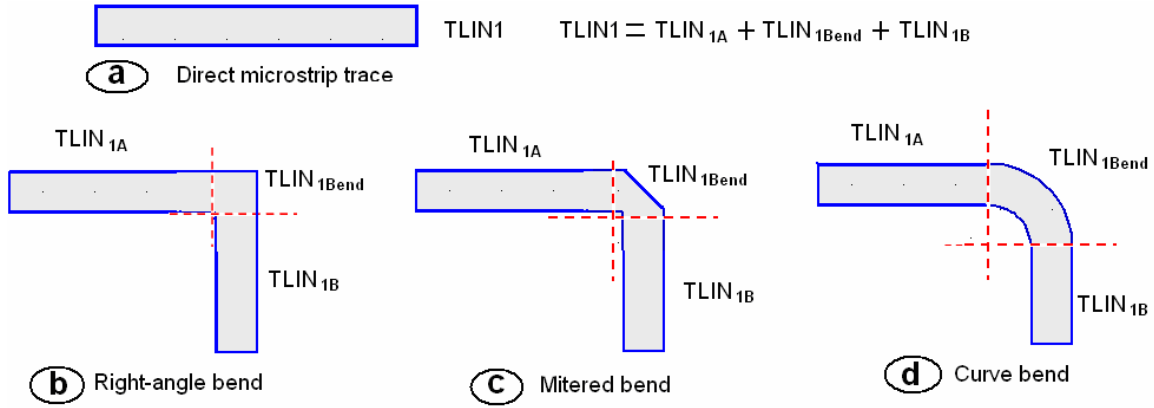 TLIN1 TLIN1 = TLIN1A + TLIN1Bend + TLIN1B
a Direct microstrip trace
TLIN1A
TLIN1Bend
TLIN1B
b Right-angle bend
TLIN1A
TLIN1Bend
TLIN1B
c Mitered bend
TLIN1A
TLIN1Bend
TLIN1B
d Curve bend